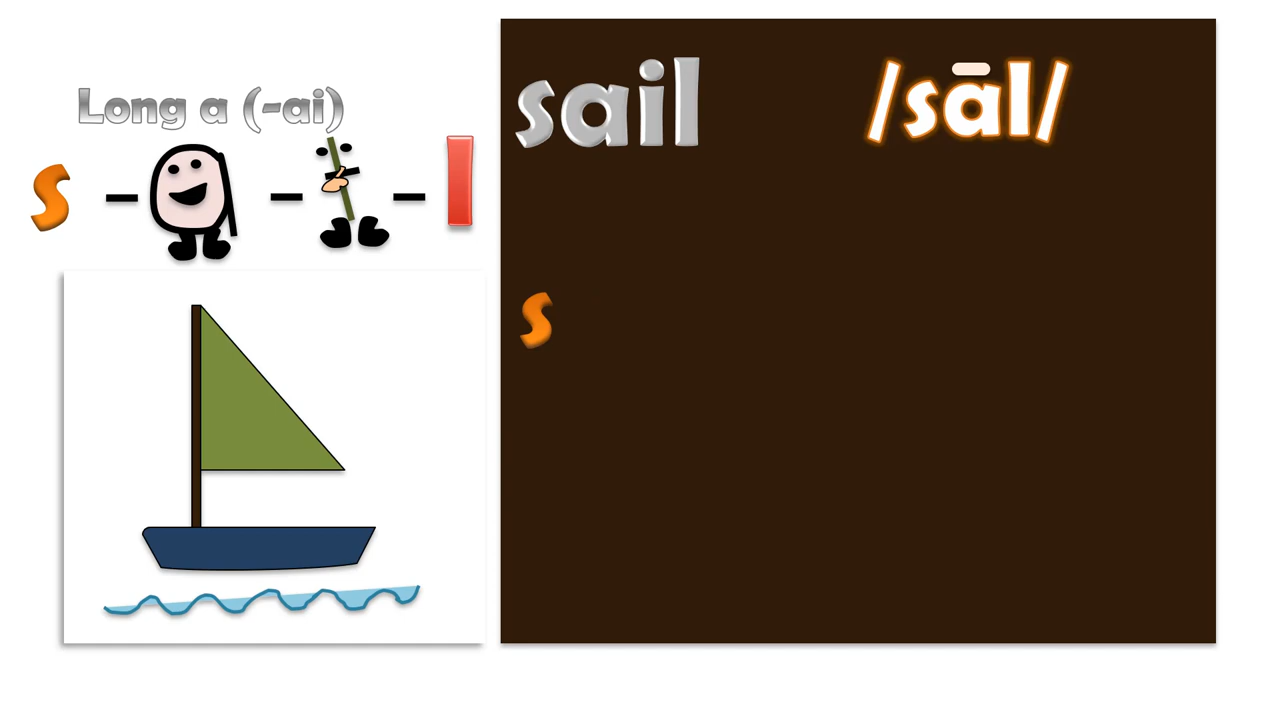 Long a (-ai)
s - a - i - l
sail /sāl/
s